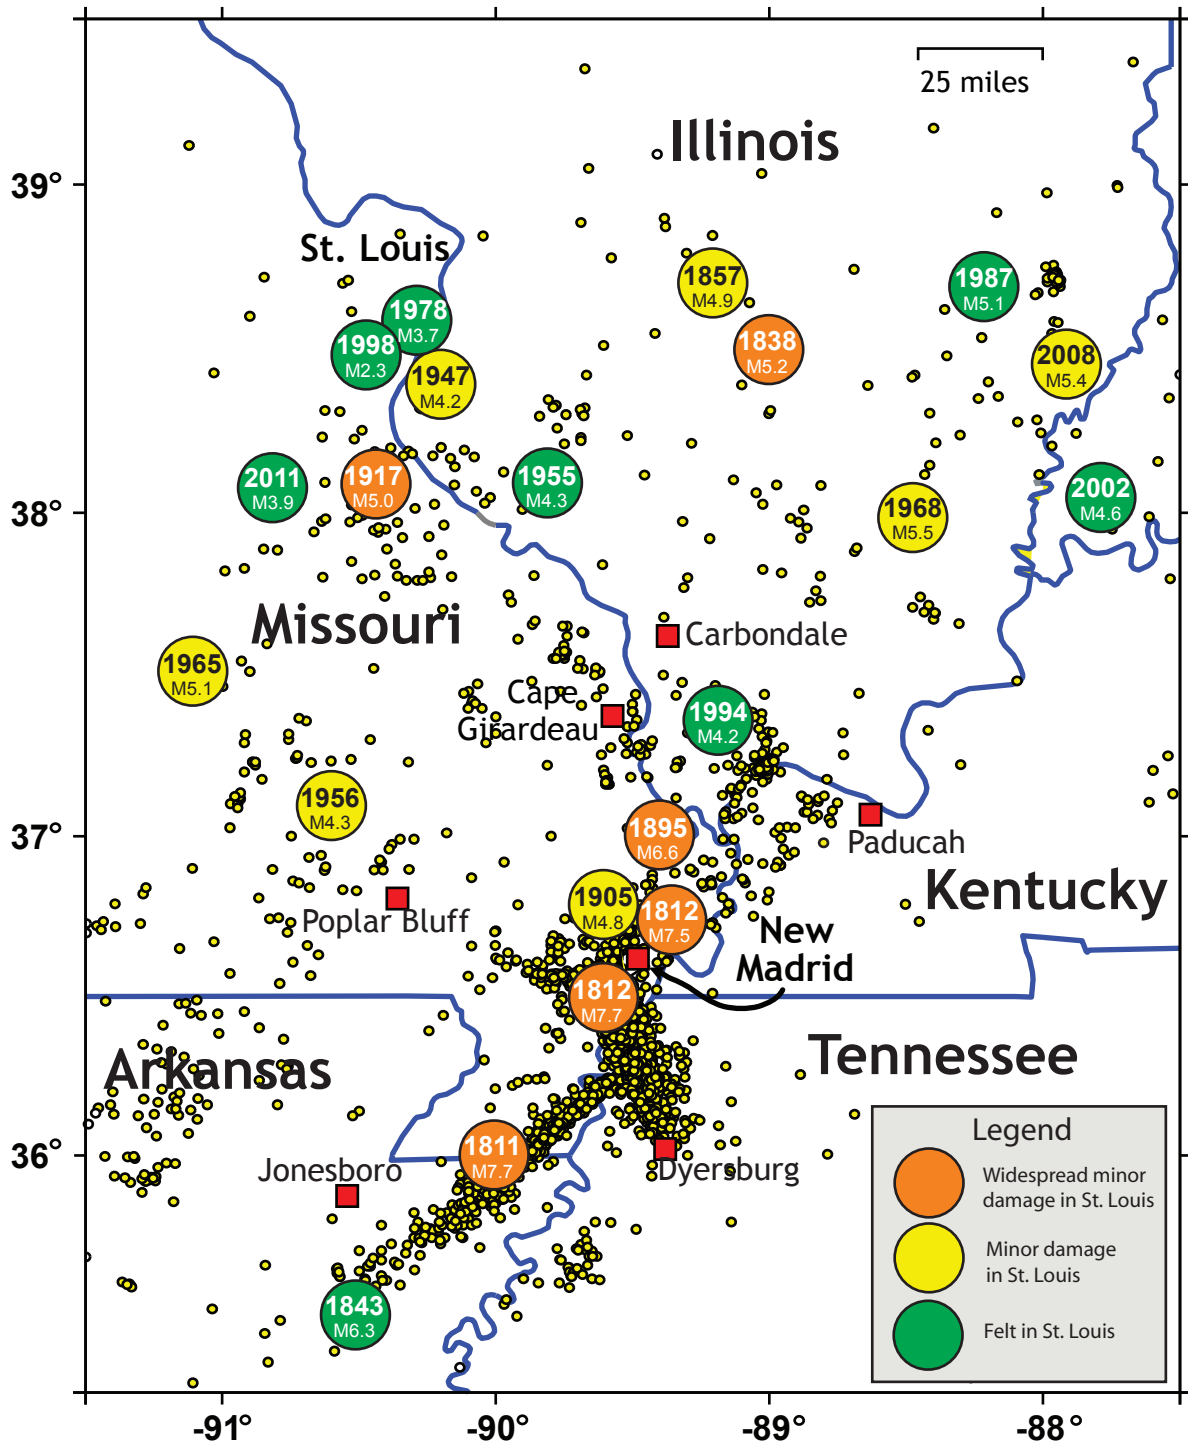 25 miles
Illinois
39°
St. Louis
1857
M4.9
1987
M5.1
1978
M3.7
1838
M5.2
1998
M2.3
2008
M5.4
1947
M4.2
2011
M3.9
1917
M5.0
1955
M4.3
2002
M4.6
38°
1968
M5.5
Missouri
Carbondale
1965
M5.1
Cape
Girardeau
1994
M4.2
1956
M4.3
37°
1895
M6.6
Paducah
Kentucky
Poplar Bluff
1905
M4.8
1812
M7.5
New
Madrid
1812
M7.7
Arkansas
Tennessee
36°
1811
M7.7
Jonesboro
Dyersburg
1843
M6.3
Legend
Widespread minor
damage in St. Louis
Minor damage
in St. Louis
Felt in St. Louis
-91°
-90°
-89°
-88°